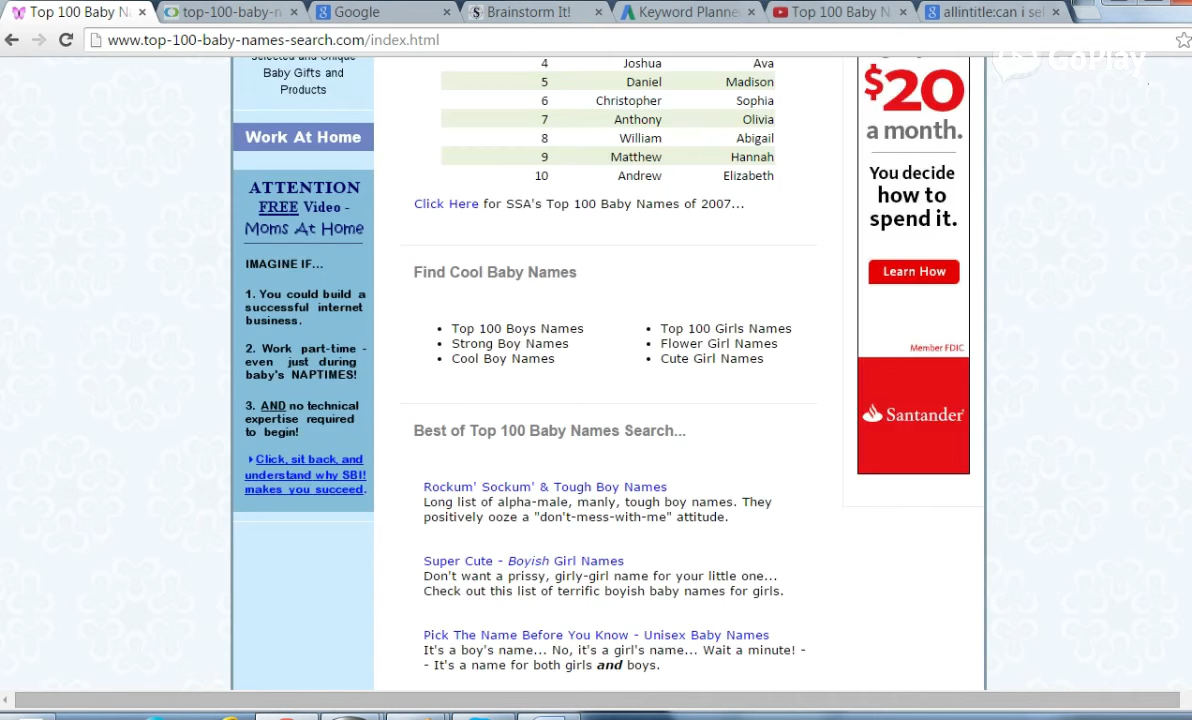 Top 100 Baby N
top-100-baby-n
Google
Brainstorm It!
Keyword Planne
Top 100 Baby N
allintitle:can i sel
www.top-100-baby-names-search.com/index.html
GoPlay
Selected and Unique
Baby Gifts and
Products
Work At Home
ATTENTION
FREE Video -
Moms At Home
IMAGINE IF...
1. You could build a
successful internet
business.
2. Work part-time -
even just during
baby's NAPTIMES!
3. AND no technical
expertise required
to begin!
Click, sit back, and
understand why SBI!
makes you succeed.
4 Joshua Ava
5 Daniel Madison
6 Christopher Sophia
7 Anthony Olivia
8 William Abigail
9 Matthew Hannah
10 Andrew Elizabeth
Click Here for SSA's Top 100 Baby Names of 2007...
Find Cool Baby Names
• Top 100 Boys Names
• Strong Boy Names
• Cool Boy Names
• Top 100 Girls Names
• Flower Girl Names
• Cute Girl Names
Best of Top 100 Baby Names Search...
Rockum' Sockum' & Tough Boy Names
Long list of alpha-male, manly, tough boy names. They
positively ooze a "don't-mess-with-me" attitude.
Super Cute - Boyish Girl Names
Don't want a prissy, girly-girl name for your little one...
Check out this list of terrific boyish baby names for girls.
Pick The Name Before You Know - Unisex Baby Names
It's a boy's name... No, it's a girl's name... Wait a minute! -
- It's a name for both girls and boys.
$20
a month.
You decide
how to
spend it.
Learn How
Member FDIC
Santander